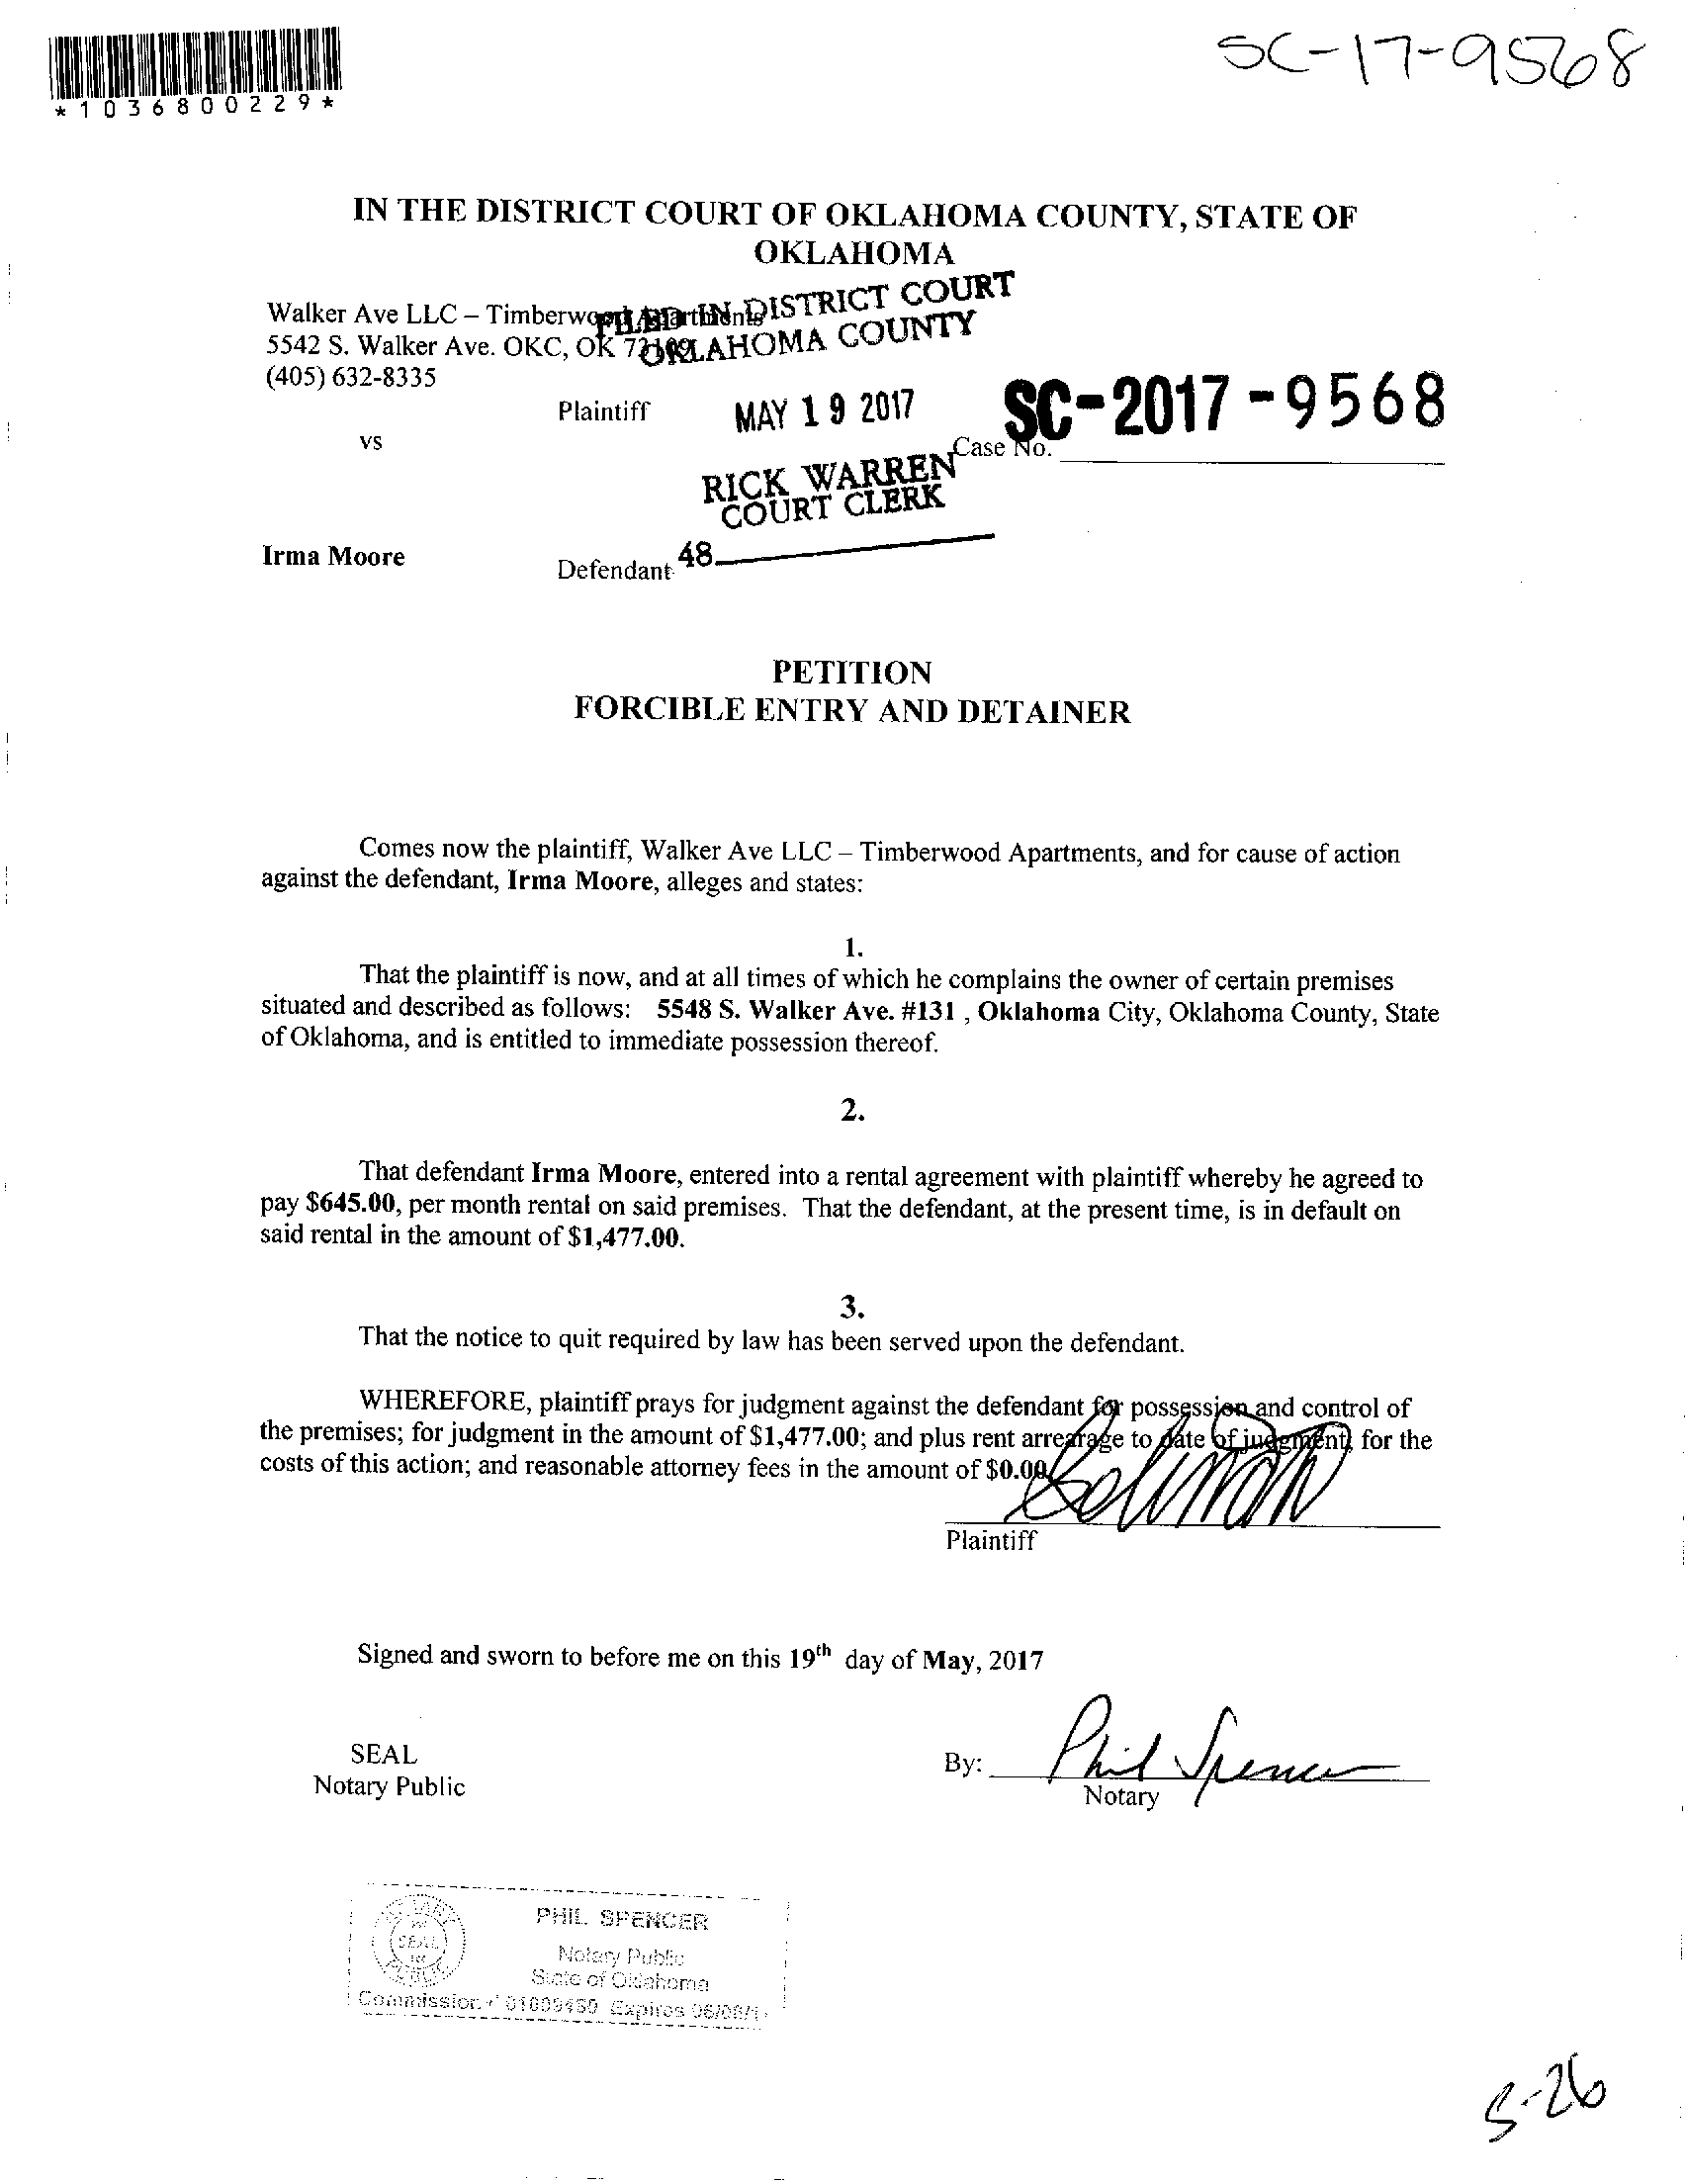 *1036800229*
SC-17-9568
IN THE DISTRICT COURT OF OKLAHOMA COUNTY, STATE OF
OKLAHOMA
Walker Ave LLC – Timberwood Apartments
5542 S. Walker Ave. OKC, OK 73109
(405) 632-8335
FILED IN DISTRICT COURT
OKLAHOMA COUNTY
Plaintiff
MAY 19 2017
SC-2017-9568
vs
Case No.
RICK WARREN
COURT CLERK
Irma Moore
Defendant
48
PETITION
FORCIBLE ENTRY AND DETAINER
Comes now the plaintiff, Walker Ave LLC – Timberwood Apartments, and for cause of action
against the defendant, Irma Moore, alleges and states:
1.
That the plaintiff is now, and at all times of which he complains the owner of certain premises
situated and described as follows: 5548 S. Walker Ave. #131 , Oklahoma City, Oklahoma County, State
of Oklahoma, and is entitled to immediate possession thereof.
2.
That defendant Irma Moore, entered into a rental agreement with plaintiff whereby he agreed to
pay $645.00, per month rental on said premises. That the defendant, at the present time, is in default on
said rental in the amount of $1,477.00.
3.
That the notice to quit required by law has been served upon the defendant.
WHEREFORE, plaintiff prays for judgment against the defendant for possession and control of
the premises; for judgment in the amount of $1,477.00; and plus rent arrearage to date of judgment; for the
costs of this action; and reasonable attorney fees in the amount of $0.00
Plaintiff
Signed and sworn to before me on this 19th day of May, 2017
SEAL
Notary Public
By: Phil Spencer
Notary
SEAL
PHIL SPENCER
Notary Public
State of Oklahoma
Commission # Expires
5-26